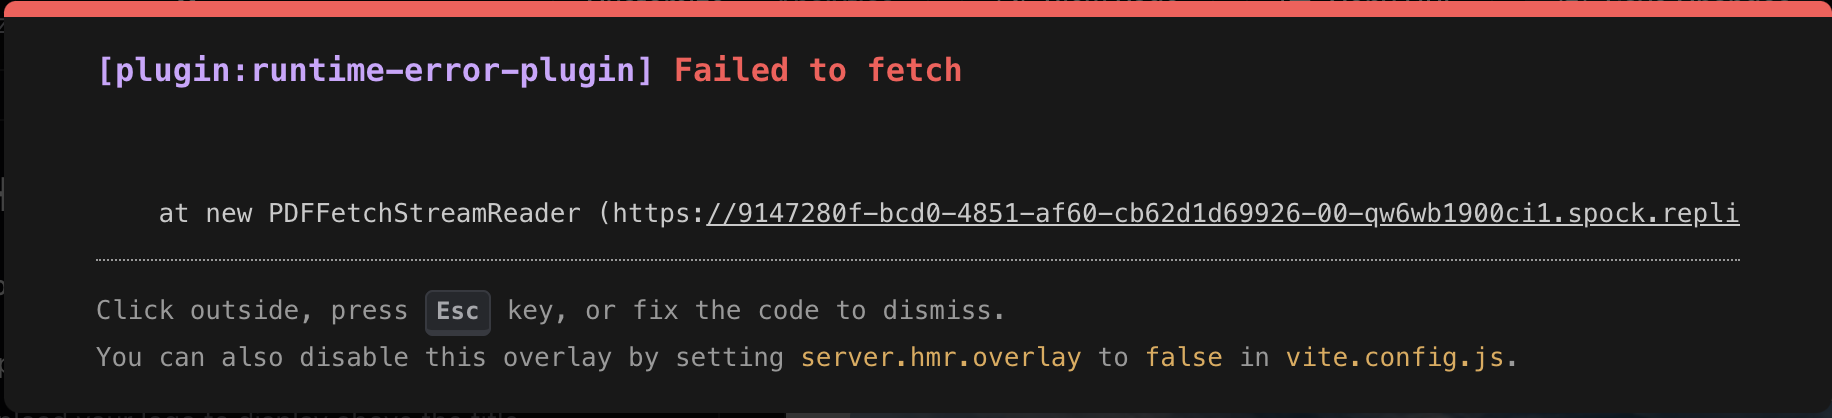 [plugin:runtime-error-plugin] Failed to fetch
at new PDFFetchStreamReader (https://9147280f-bcd0-4851-af60-cb62d1d69926-00-qw6wb1900ci1.spock.repli
Click outside, press Esc key, or fix the code to dismiss.
You can also disable this overlay by setting server.hmr.overlay to false in vite.config.js.